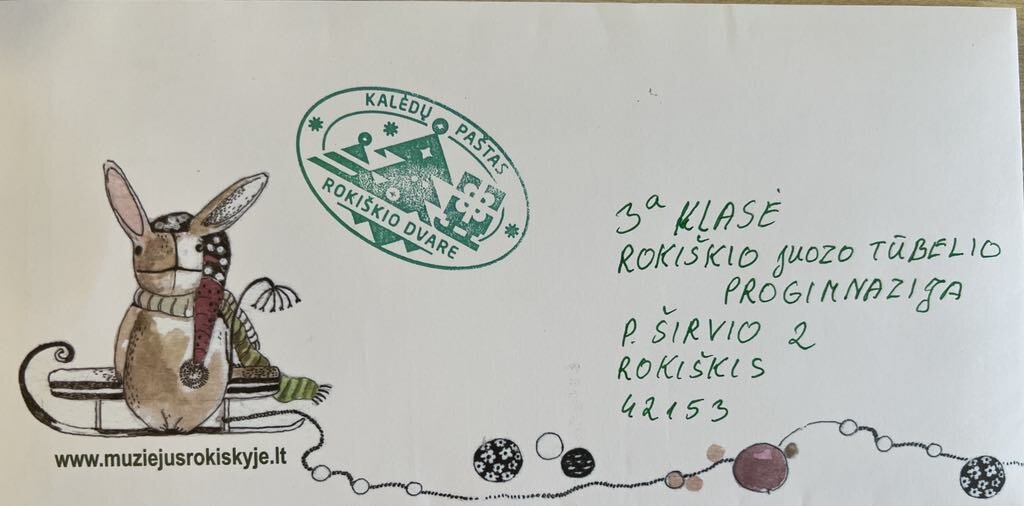 KALĖDŲ PAŠTAS
ROKIŠKIO DVARE
3ª KLASĖ
ROKIŠKIO JUOZO TŪBELIO
PROGIMNAZIJA
P. ŠIRVIO 2
ROKIŠKIS
42153
www.muziejusrokiskyje.lt